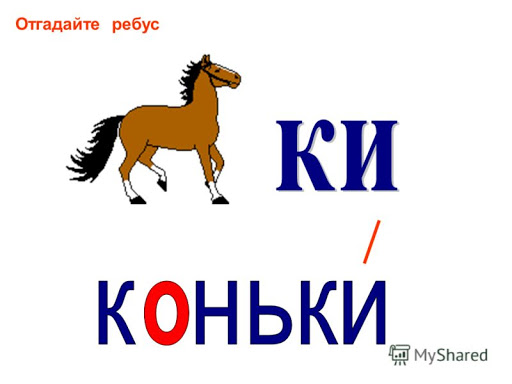 Отгадайте ребус
ки
коньки
MyShared